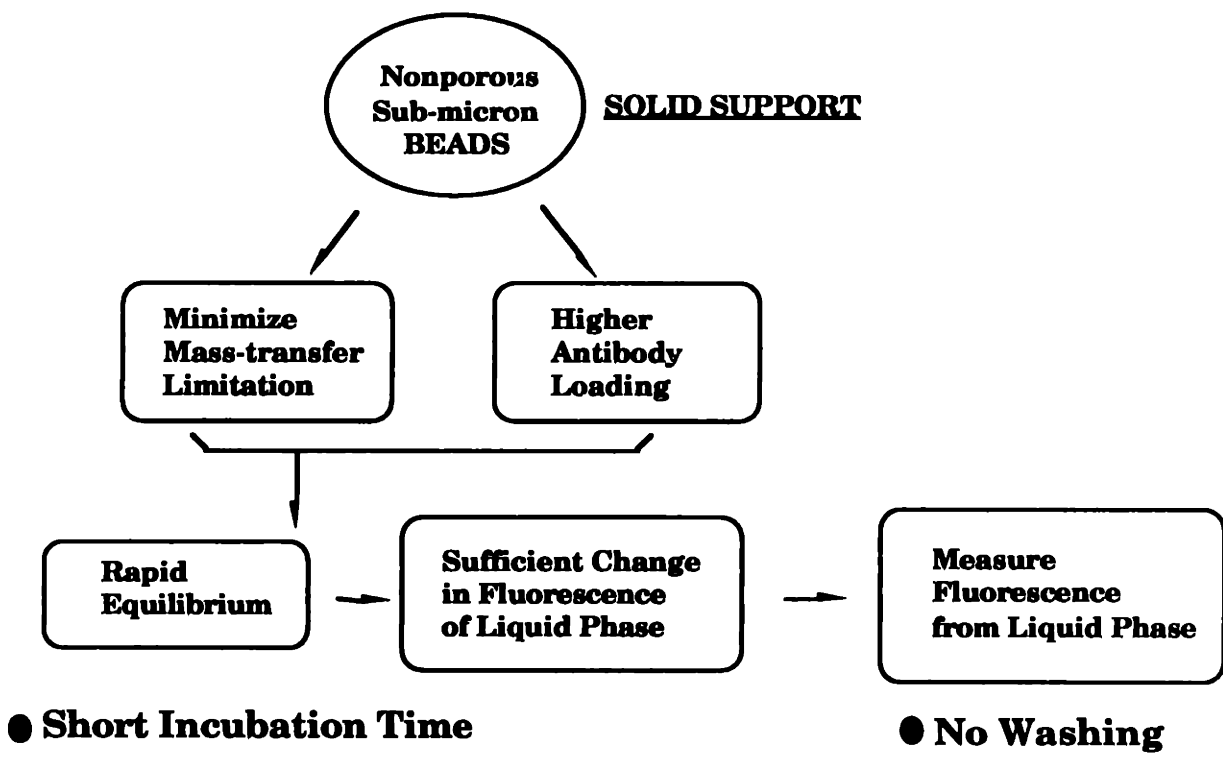 Nonporous
Sub-micron
BEADS
SOLID SUPPORT
Minimize
Mass-transfer
Limitation
Higher
Antibody
Loading
Rapid
Equilibrium
Sufficient Change
in Fluorescence
of Liquid Phase
Measure
Fluorescence
from Liquid Phase
● Short Incubation Time
● No Washing